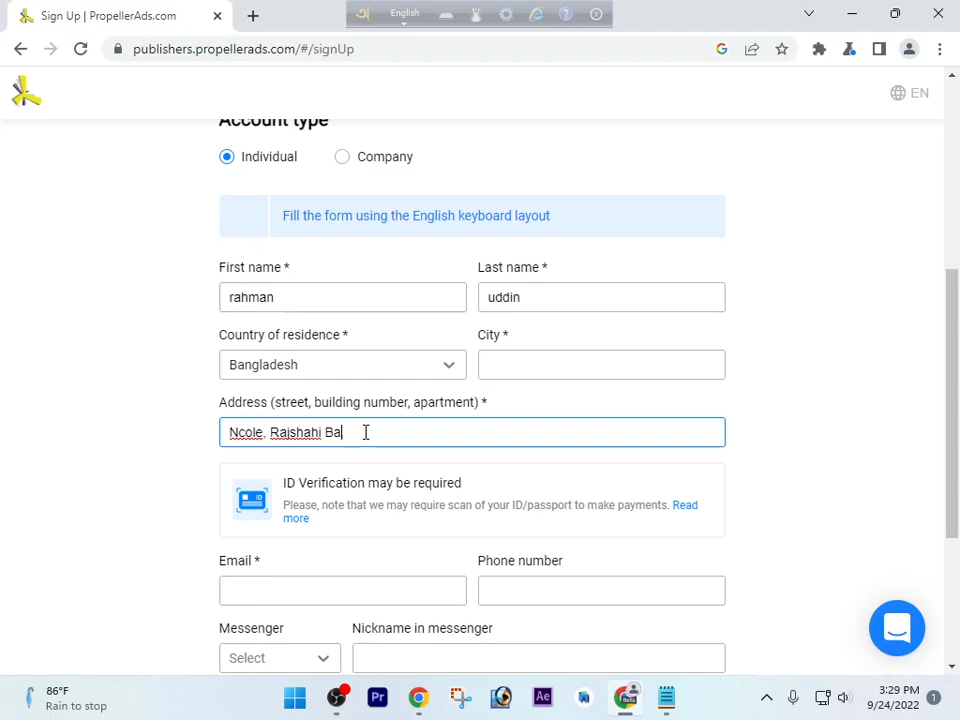 Sign Up | PropellerAds.com
English
publishers.propellerads.com/#/signUp
EN
Account type
Individual
Company
Fill the form using the English keyboard layout
First name *
Last name *
rahman
uddin
Country of residence *
City *
Bangladesh
Address (street, building number, apartment) *
Ncole, Rajshahi Ba
ID
ID Verification may be required
Please, note that we may require scan of your ID/passport to make payments. Read
more
Email *
Phone number
Messenger
Nickname in messenger
Select
86°F
Rain to stop
Pr
Ae
3:29 PM
9/24/2022
1